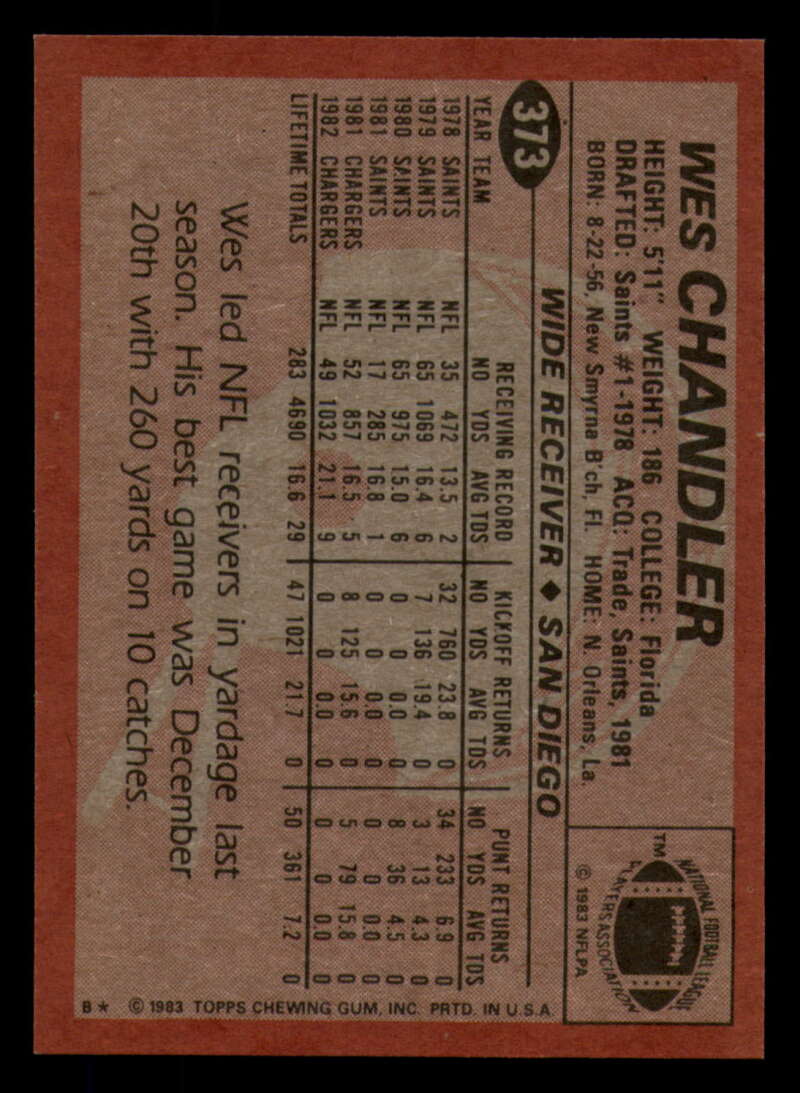 WES CHANDLER
HEIGHT: 5'11" WEIGHT: 186 COLLEGE: Florida
DRAFTED: Saints #1-1978 ACQ: Trade, Saints, 1981
BORN: 8-22-56, New Smyrna B'ch, Fl. HOME: N. Orleans, La.
NATIONAL FOOTBALL LEAGUE
PLAYERS ASSOCIATION
TM
© 1983 NFLPA
373
WIDE RECEIVER ♦ SAN DIEGO
RECEIVING RECORD KICKOFF RETURNS PUNT RETURNS
YEAR TEAM NO YDS AVG TDS NO YDS AVG TDS NO YDS AVG TDS
1978 SAINTS NFL 35 472 13.5 2 32 760 23.8 0 34 233 6.9 0
1979 SAINTS NFL 65 1069 16.4 6 7 136 19.4 0 3 13 4.3 0
1980 SAINTS NFL 65 975 15.0 6 0 0 0.0 0 8 36 4.5 0
1981 SAINTS NFL 17 285 16.8 1 0 0 0.0 0 0 0 0.0 0
1981 CHARGERS NFL 52 857 16.5 5 8 125 15.6 0 5 79 15.8 0
1982 CHARGERS NFL 49 1032 21.1 9 0 0 0.0 0 0 0 0.0 0
LIFETIME TOTALS 283 4690 16.6 29 47 1021 21.7 0 50 361 7.2 0
Wes led NFL receivers in yardage last
season. His best game was December
20th with 260 yards on 10 catches.
B* © 1983 TOPPS CHEWING GUM, INC. PRTD. IN U.S.A.